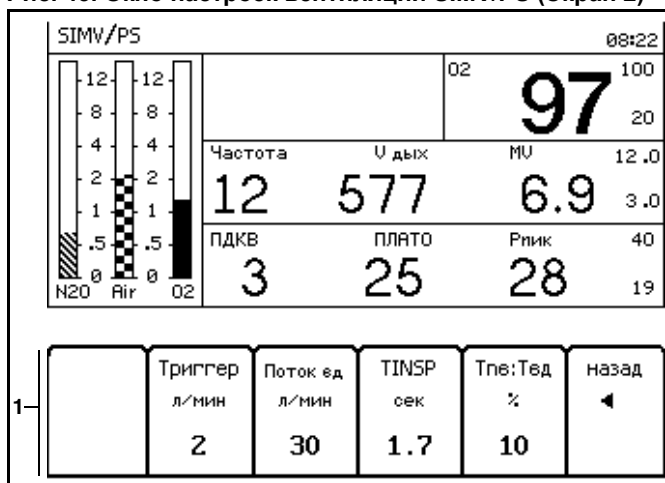 SIMV/PS 08:22
O2 97 100
20
12 12
8 8
4 4
2 2
1 1
.5 .5
0 0
N2O Air O2
Частота V дых MV 12.0
12 577 6.9 3.0
ПДКВ ПЛАТО Pпик 40
3 25 28 19
1
Триггер Поток вд TINSP Tпв:Tвд назад
л/мин л/мин сек % ◄
2 30 1.7 10